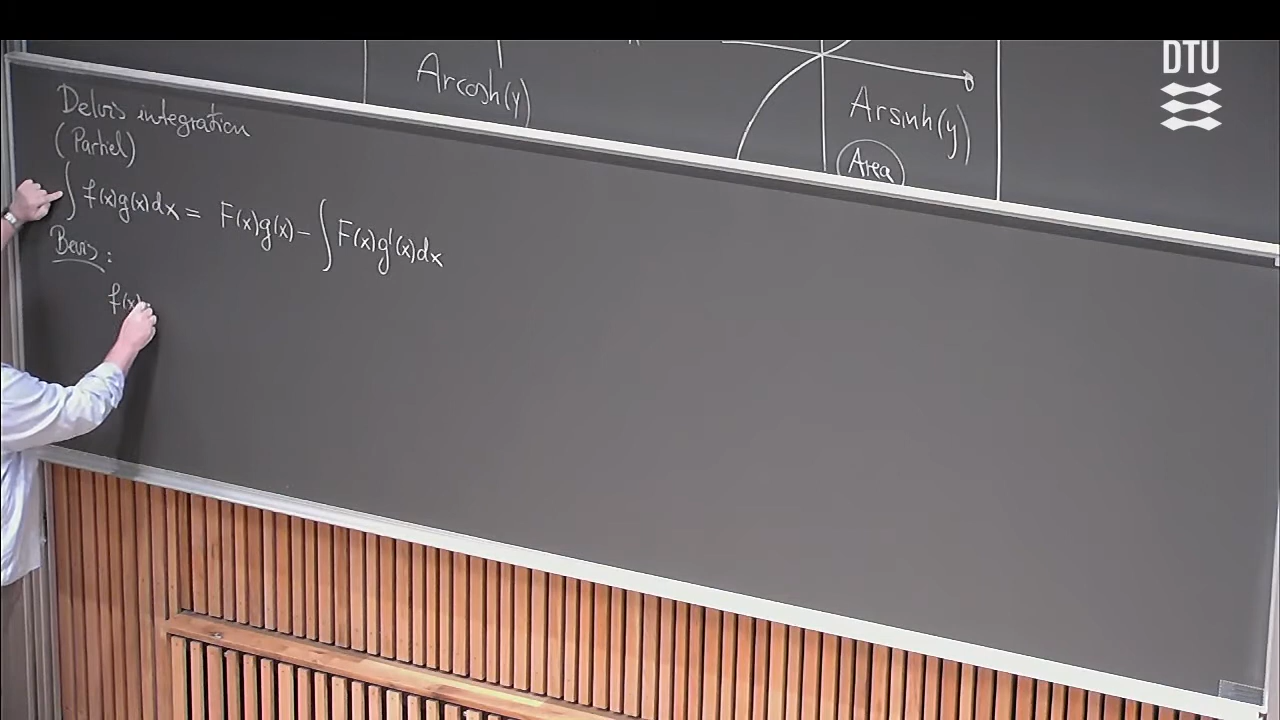 Arcosh(y)
Arsinh(y)
Area
DTU
Delvis integration
(Partiel)
∫ f(x)g(x)dx = F(x)g(x) - ∫ F(x)g'(x)dx
Bevis:
f(x)